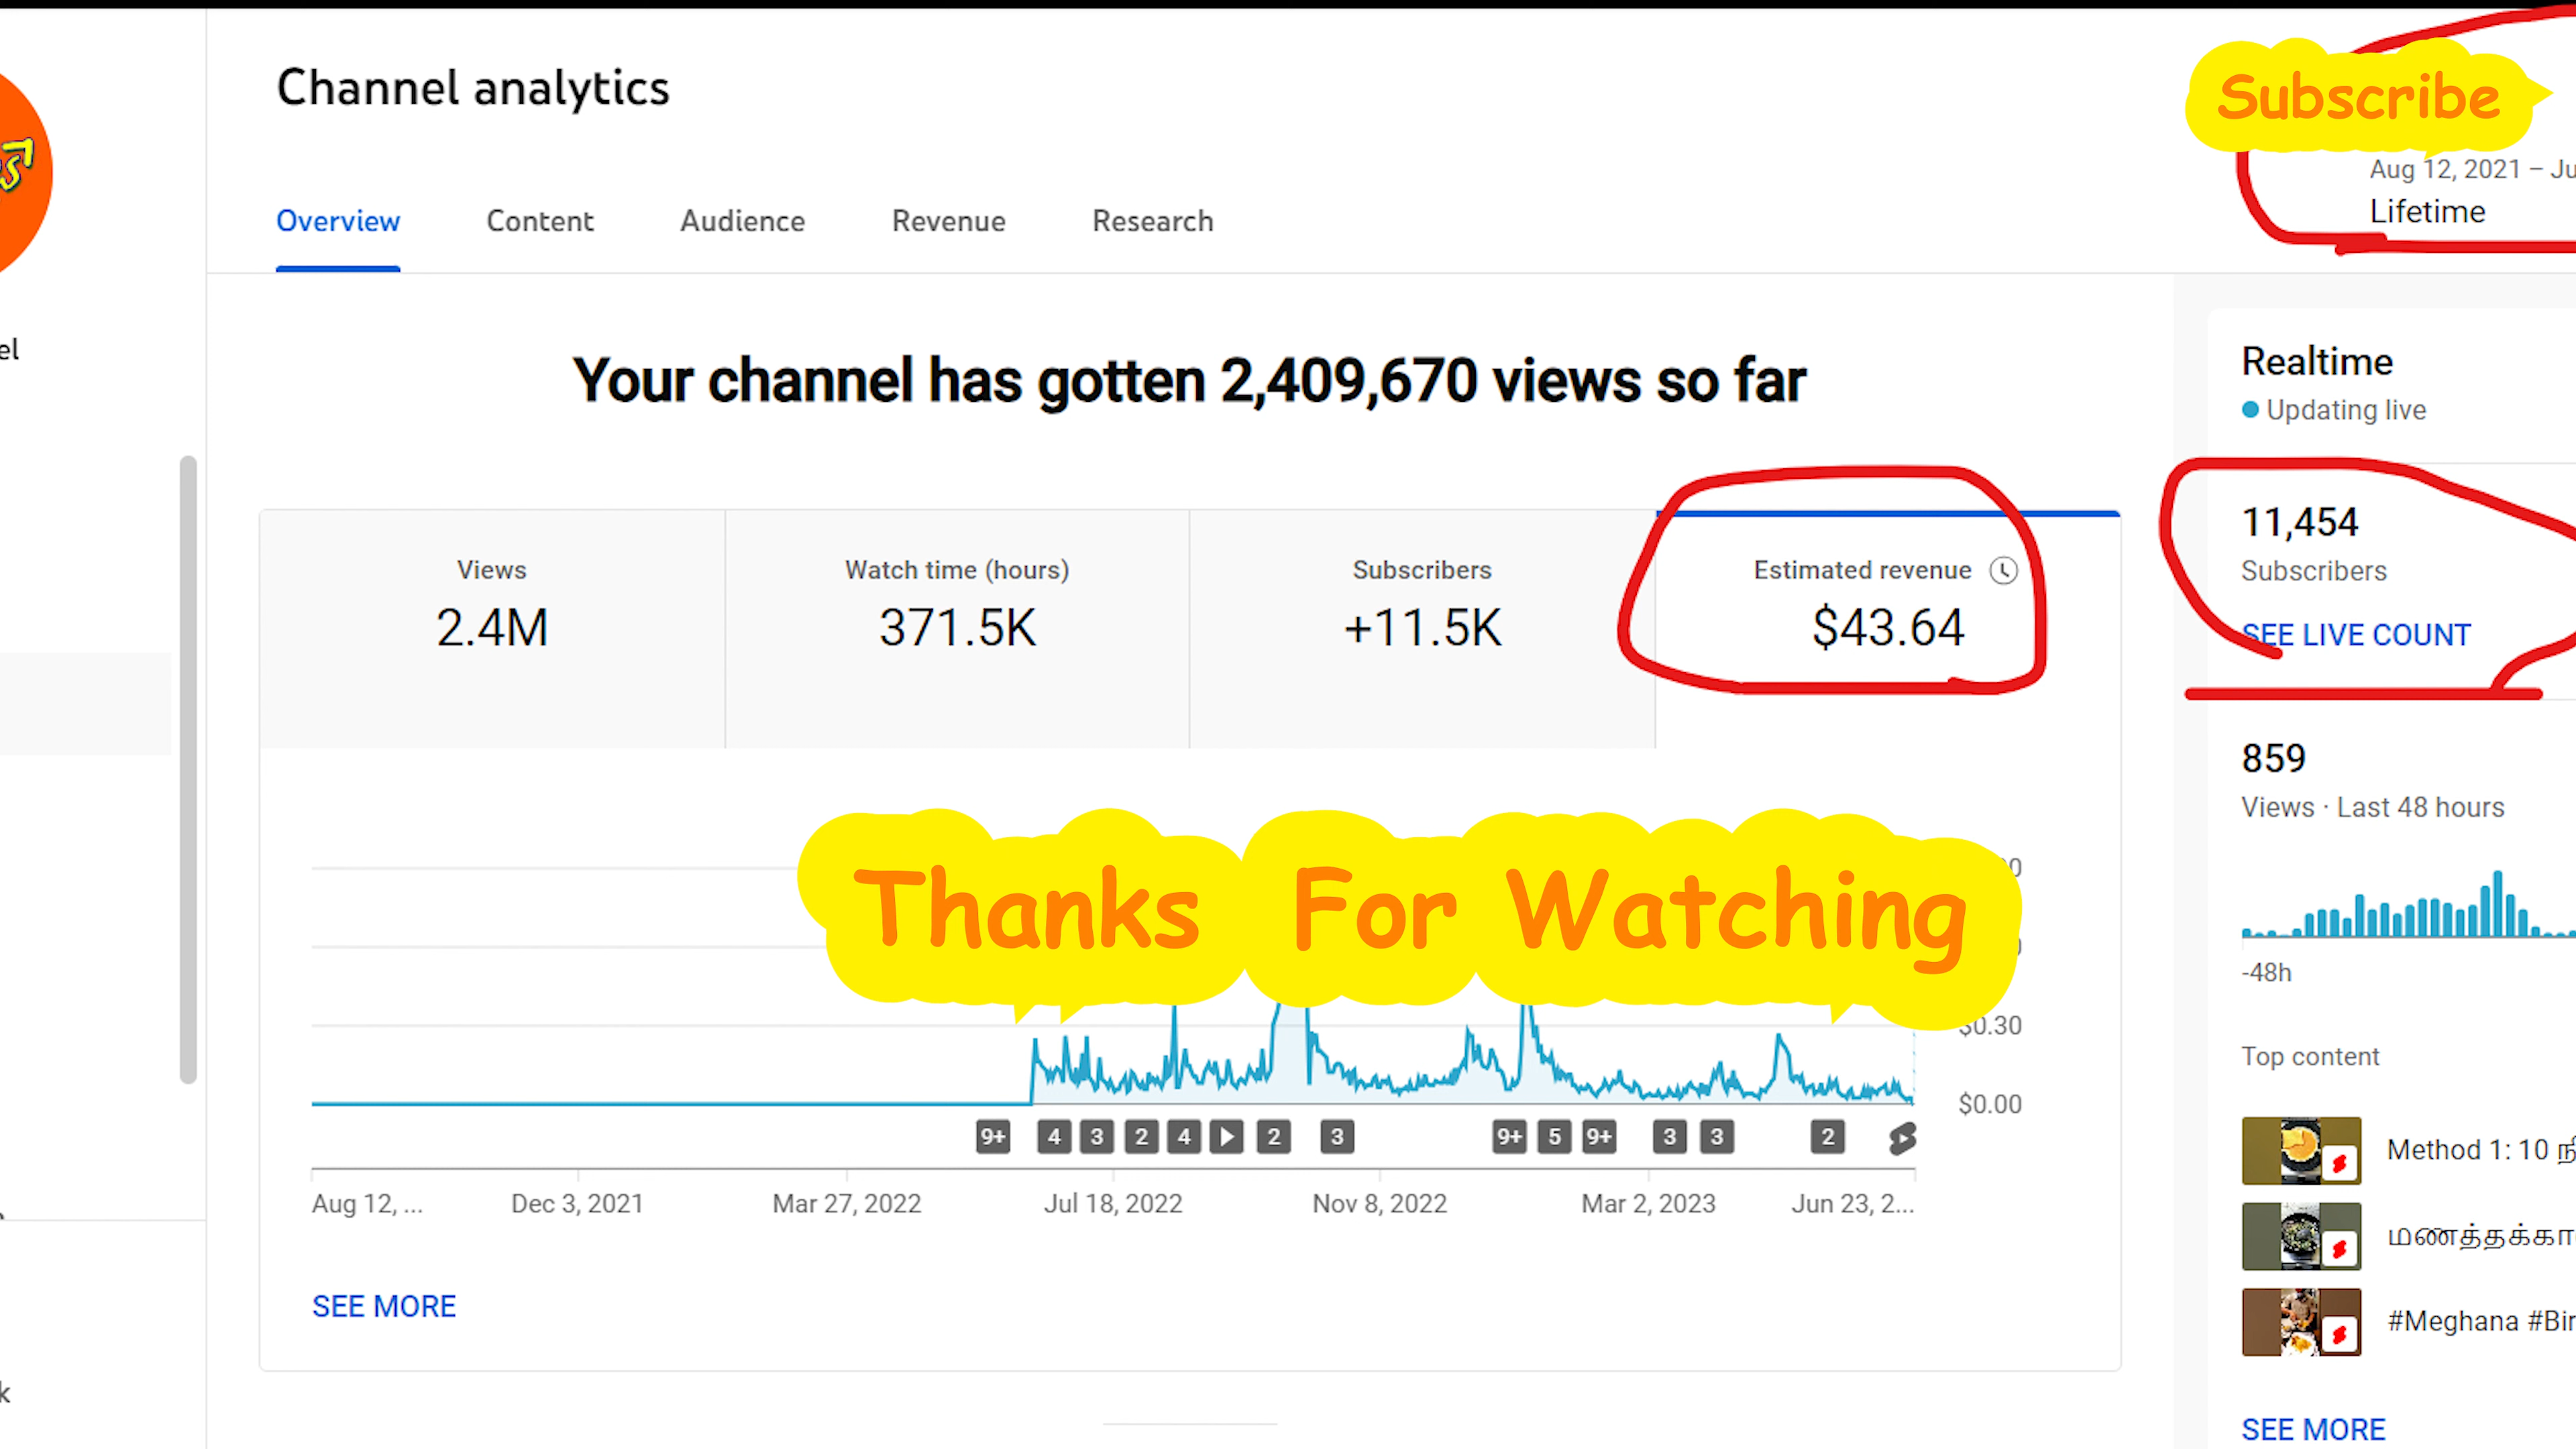 Channel analytics
Subscribe
Aug 12, 2021 –
Lifetime
Overview Content Audience Revenue Research
Your channel has gotten 2,409,670 views so far
Realtime
Updating live
Views
2.4M
Watch time (hours)
371.5K
Subscribers
+11.5K
Estimated revenue
$43.64
11,454
Subscribers
SEE LIVE COUNT
859
Views · Last 48 hours
-48h
Thanks For Watching
$0.30
$0.00
9+ 4 3 2 4 2 3 9+ 5 9+ 3 3 2
Aug 12, ... Dec 3, 2021 Mar 27, 2022 Jul 18, 2022 Nov 8, 2022 Mar 2, 2023 Jun 23, 2...
SEE MORE
Top content
Method 1: 10
மணத்தக்கா
#Meghana #Bir
SEE MORE